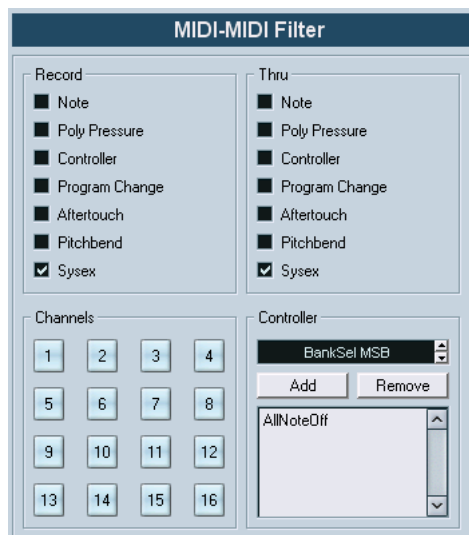 MIDI-MIDI Filter
Record
Note
Poly Pressure
Controller
Program Change
Aftertouch
Pitchbend
Sysex
Thru
Note
Poly Pressure
Controller
Program Change
Aftertouch
Pitchbend
Sysex
Channels
1 2 3 4
5 6 7 8
9 10 11 12
13 14 15 16
Controller
BankSel MSB
Add Remove
AllNoteOff